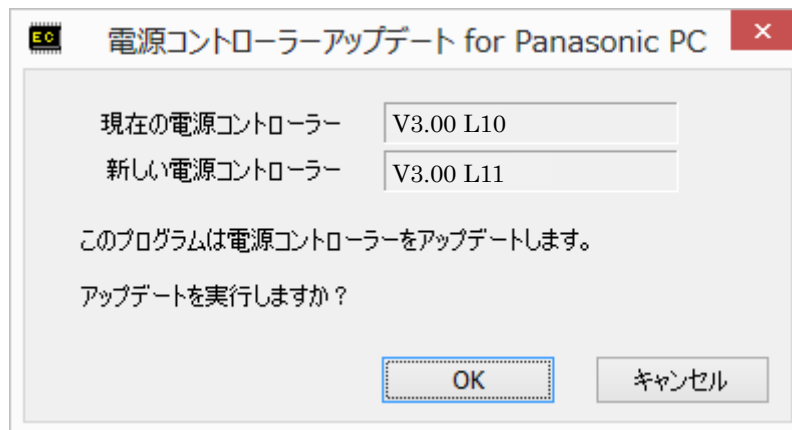 EC 電源コントローラーアップデート for Panasonic PC
現在の電源コントローラー V3.00 L10
新しい電源コントローラー V3.00 L11
このプログラムは電源コントローラーをアップデートします。
アップデートを実行しますか？
OK キャンセル